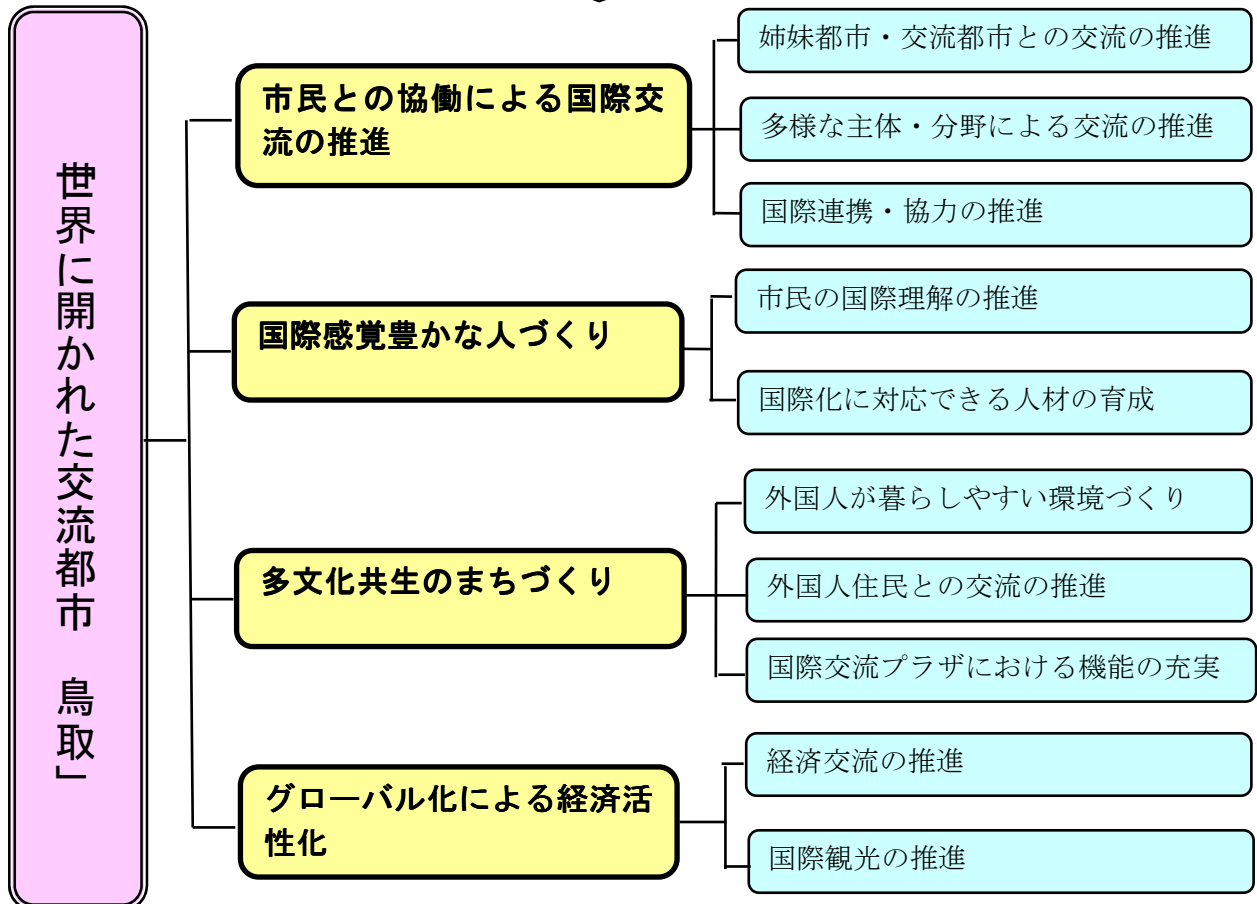 世界に開かれた交流都市　鳥取」
市民との協働による国際交
流の推進
姉妹都市・交流都市との交流の推進
多様な主体・分野による交流の推進
国際連携・協力の推進
国際感覚豊かな人づくり
市民の国際理解の推進
国際化に対応できる人材の育成
多文化共生のまちづくり
外国人が暮らしやすい環境づくり
外国人住民との交流の推進
国際交流プラザにおける機能の充実
グローバル化による経済活
性化
経済交流の推進
国際観光の推進